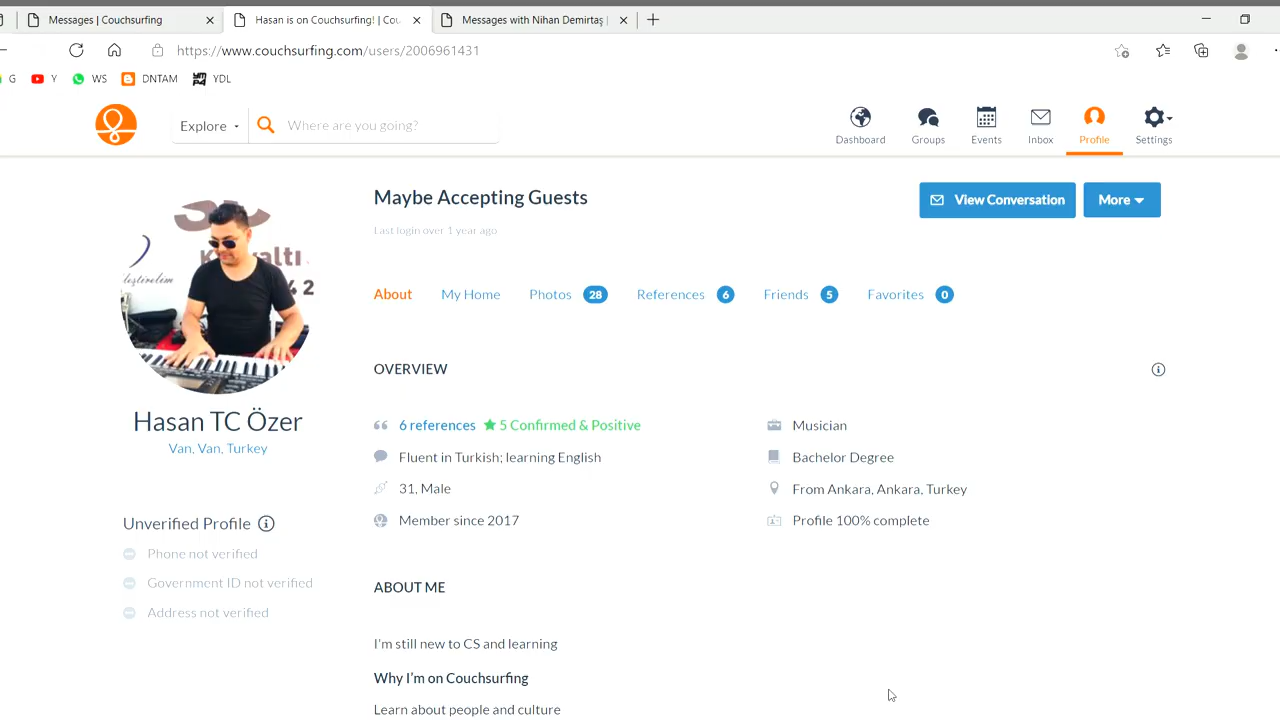 Messages | Couchsurfing
Hasan is on Couchsurfing! | Cou
Messages with Nihan Demirtaş |
https://www.couchsurfing.com/users/2006961431
G
Y
WS
DNTAM
YDL
Explore
Where are you going?
Dashboard
Groups
Events
Inbox
Profile
Settings
Maybe Accepting Guests
Last login over 1 year ago
View Conversation
More
About
My Home
Photos 28
References 6
Friends 5
Favorites 0
OVERVIEW
6 references 5 Confirmed & Positive
Fluent in Turkish; learning English
31, Male
Member since 2017
Musician
Bachelor Degree
From Ankara, Ankara, Turkey
Profile 100% complete
Hasan TC Özer
Van, Van, Turkey
Unverified Profile
Phone not verified
Government ID not verified
Address not verified
ABOUT ME
I'm still new to CS and learning
Why I'm on Couchsurfing
Learn about people and culture